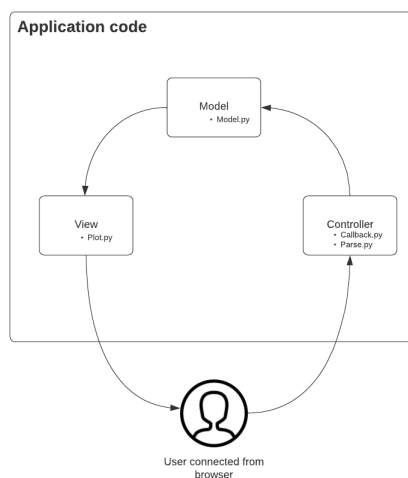 Application code
Model
• Model.py
View
• Plot.py
Controller
• Callback.py
• Parse.py
User connected from
browser